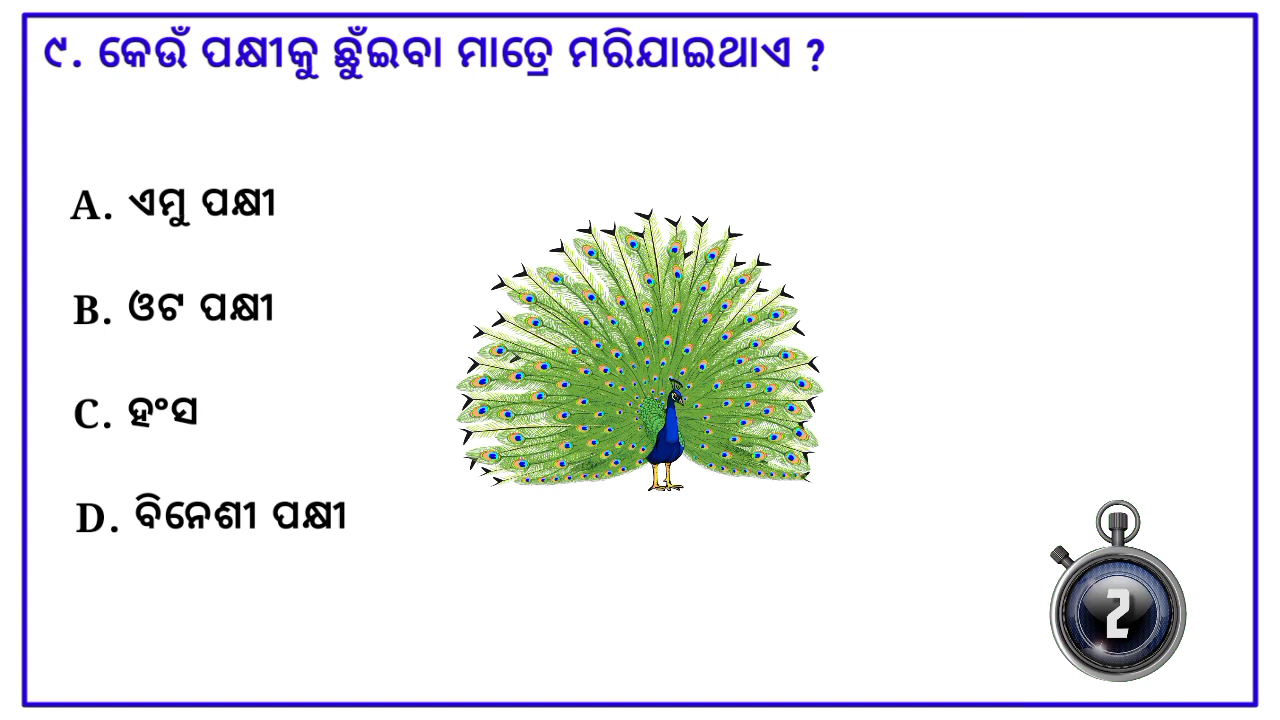 ୯. କେଉଁ ପକ୍ଷୀକୁ ଛୁଁଇବା ମାତ୍ରେ ମରିଯାଇଥାଏ ?
A. ଏମୁ ପକ୍ଷୀ
B. ଓଟ ପକ୍ଷୀ
C. ହଂସ
D. ବିନେଶୀ ପକ୍ଷୀ
2